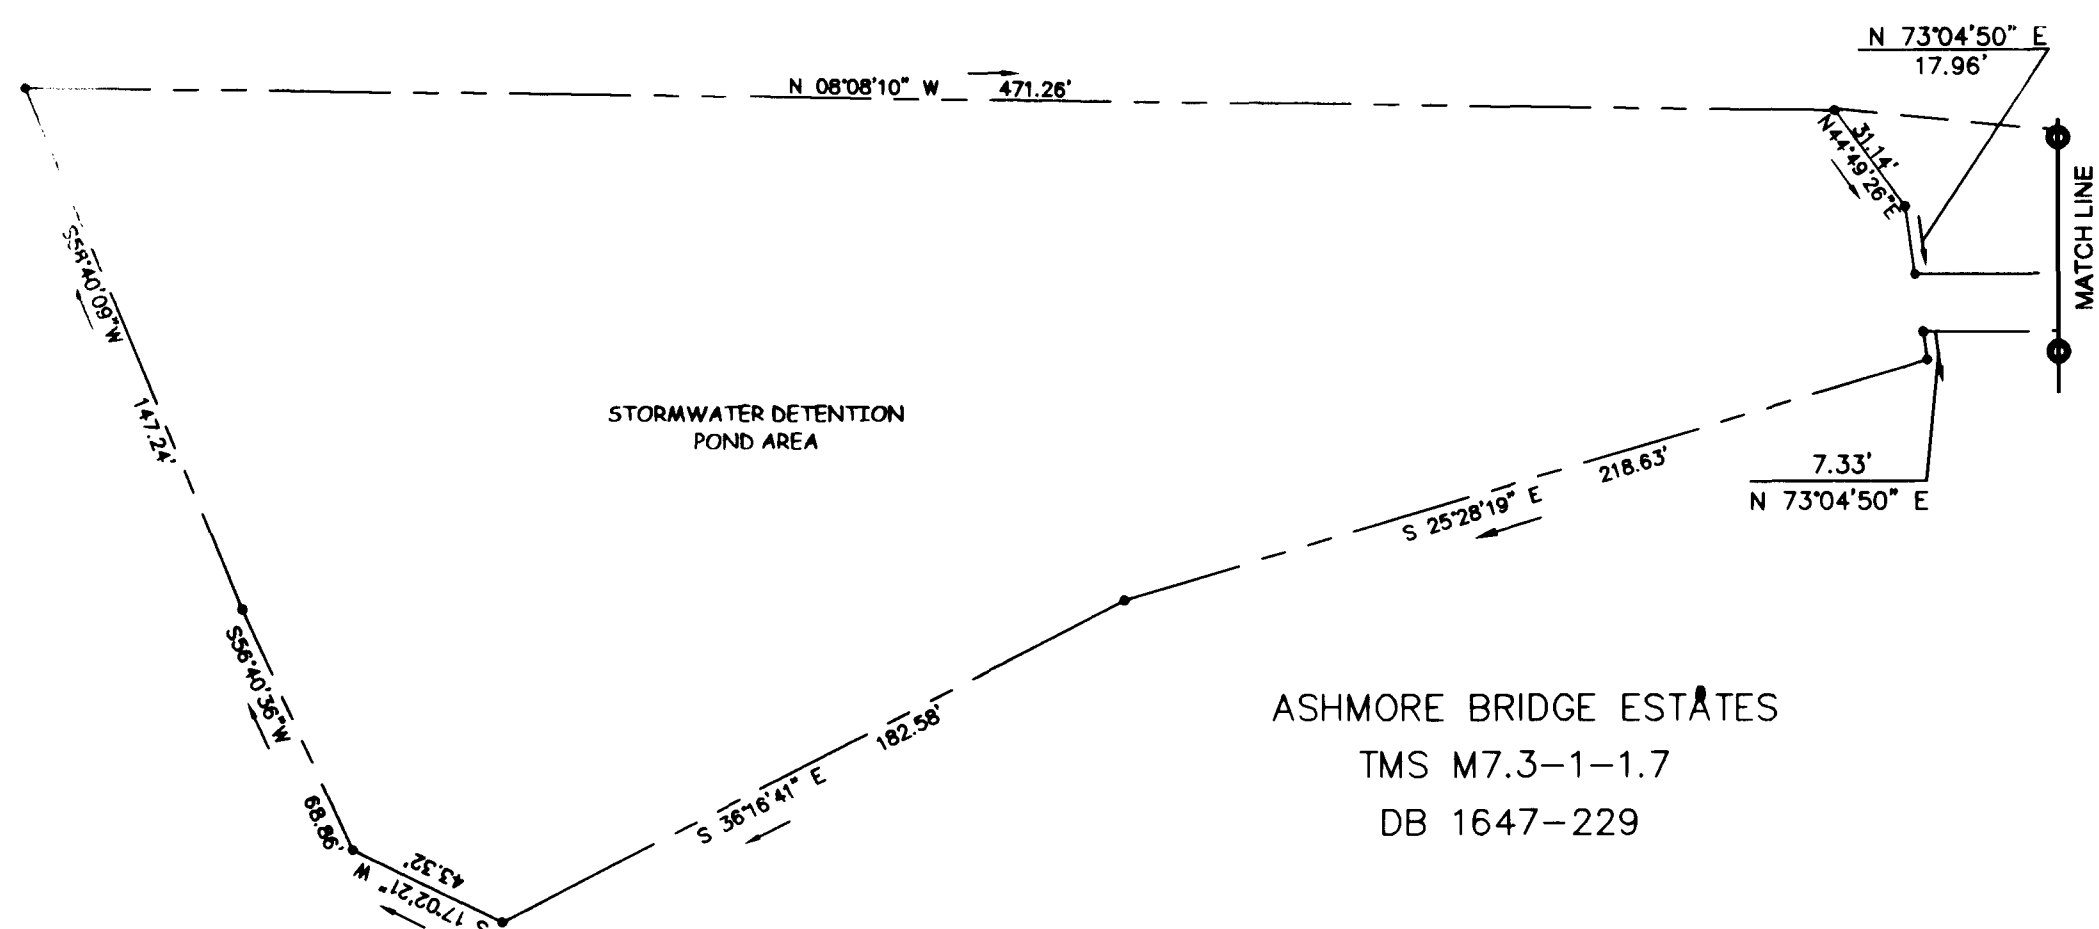 N 73°04'50" E
17.96'
N 08°08'10" W 471.26'
31.14'
N44°49'26"E
MATCH LINE
S58°40'09"W
147.24'
STORMWATER DETENTION
POND AREA
218.63'
S 25°28'19" E
7.33'
N 73°04'50" E
S56°40'36"W
68.86'
182.58'
S 36°16'41" E
43.32'
S 17°02'21" W
ASHMORE BRIDGE ESTATES
TMS M7.3-1-1.7
DB 1647-229